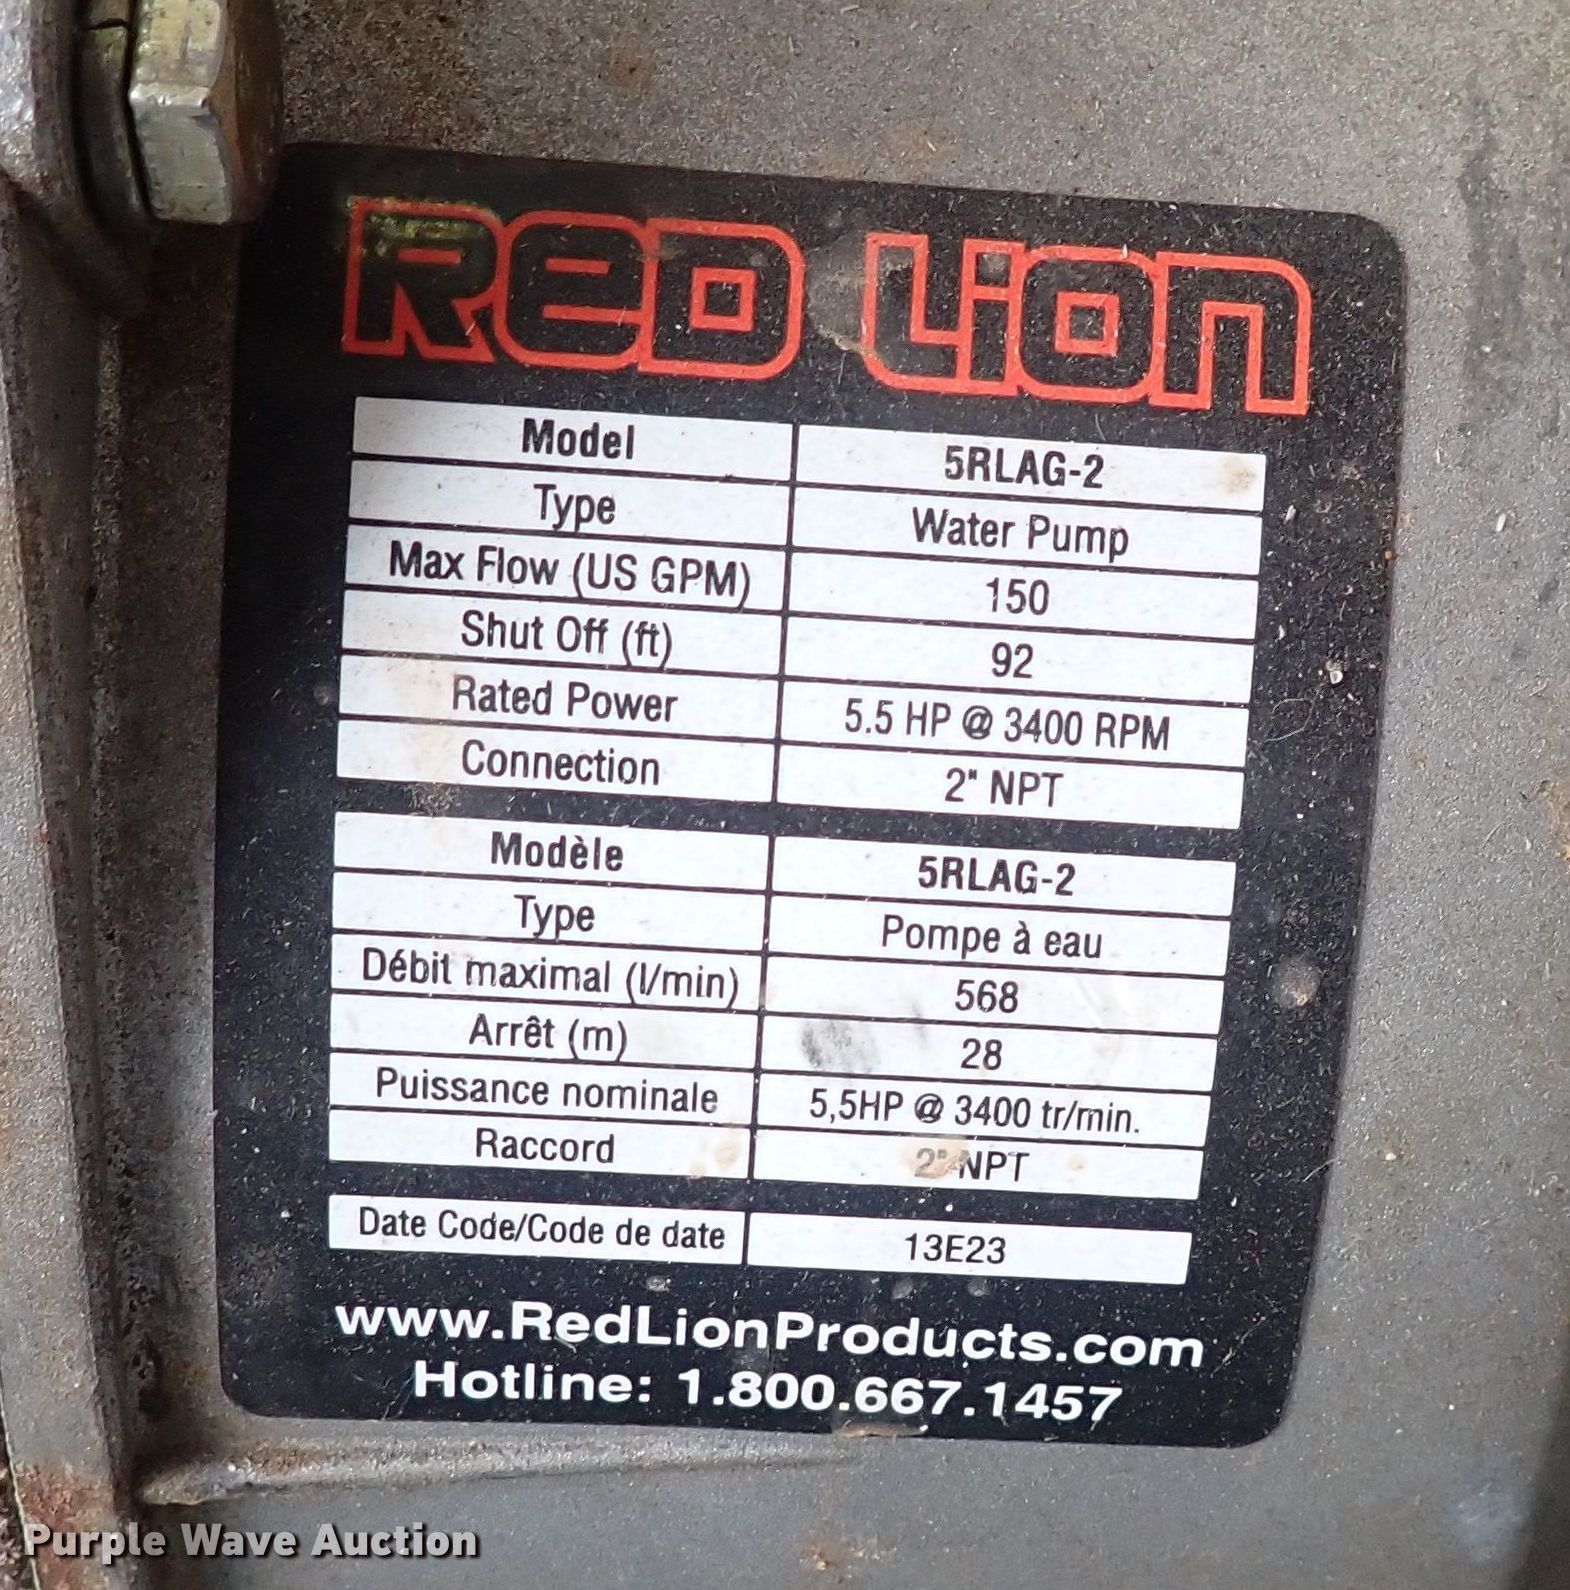 RED LION
Model 5RLAG-2
Type Water Pump
Max Flow (US GPM) 150
Shut Off (ft) 92
Rated Power 5.5 HP @ 3400 RPM
Connection 2" NPT
Modèle 5RLAG-2
Type Pompe à eau
Débit maximal (l/min) 568
Arrêt (m) 28
Puissance nominale 5,5HP @ 3400 tr/min.
Raccord 2" NPT
Date Code/Code de date 13E23
www.RedLionProducts.com
Hotline: 1.800.667.1457
Purple Wave Auction